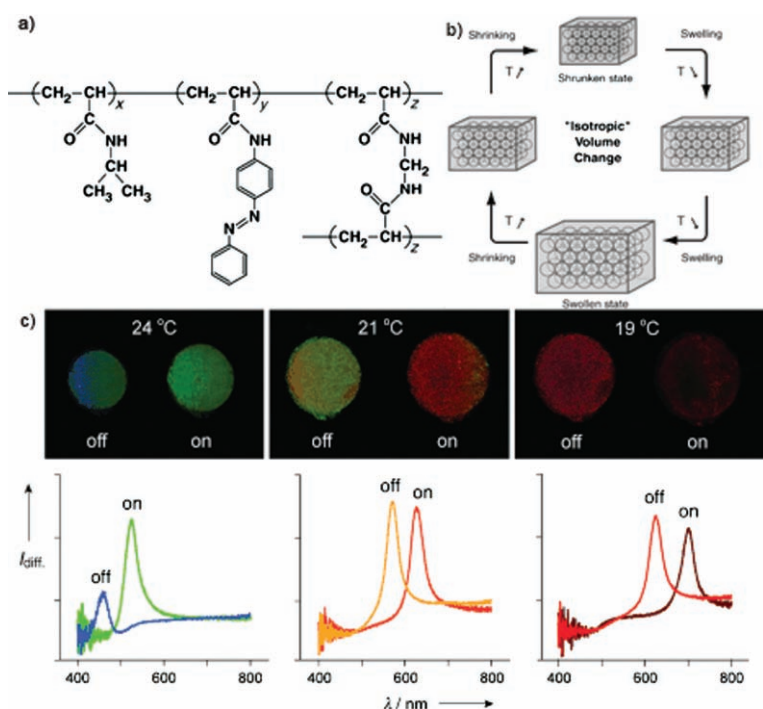 a)
CH₂–CH
x
CH₂–CH
y
CH₂–CH
z
C
O
NH
CH
CH₃ CH₃
C
O
NH
N
N
C
O
NH
CH₂
NH
O
C
CH₂–CH
z
b)
Shrinking
Swelling
T ↗
Shrunken state
T ↘
"Isotropic"
Volume
Change
T ↗
T ↘
Shrinking
Swelling
Swollen state
c)
24 °C
21 °C
19 °C
off on off on off on
I diff.
on
off
off
on
off
on
400 600 800
400 600 800
400 600 800
λ / nm